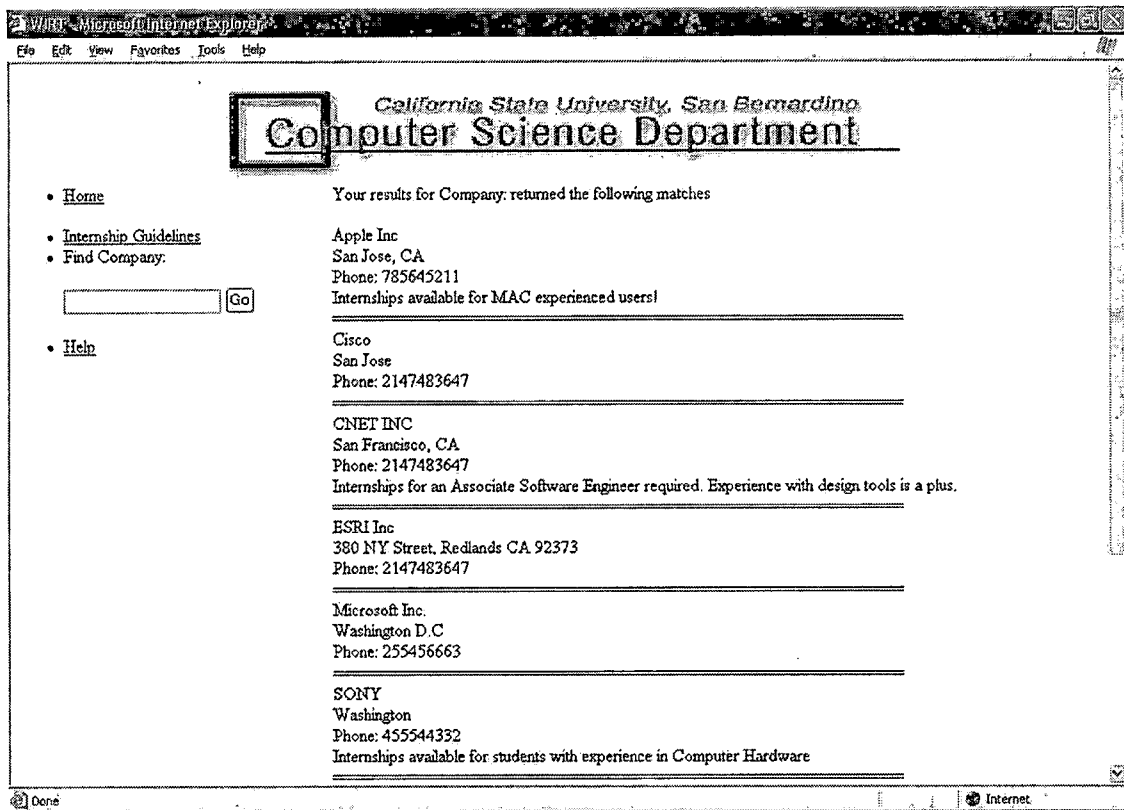 WIRT - Microsoft Internet Explorer
File Edit View Favorites Tools Help
California State University, San Bernardino
Computer Science Department
Home
Internship Guidelines
Find Company:
Go
Help
Your results for Company: returned the following matches
Apple Inc
San Jose, CA
Phone: 785645211
Internships available for MAC experienced users!
Cisco
San Jose
Phone: 2147483647
CNET INC
San Francisco, CA
Phone: 2147483647
Internships for an Associate Software Engineer required. Experience with design tools is a plus.
ESRI Inc
380 NY Street, Redlands CA 92373
Phone: 2147483647
Microsoft Inc.
Washington D.C
Phone: 255456663
SONY
Washington
Phone: 455544332
Internships available for students with experience in Computer Hardware
Done
Internet